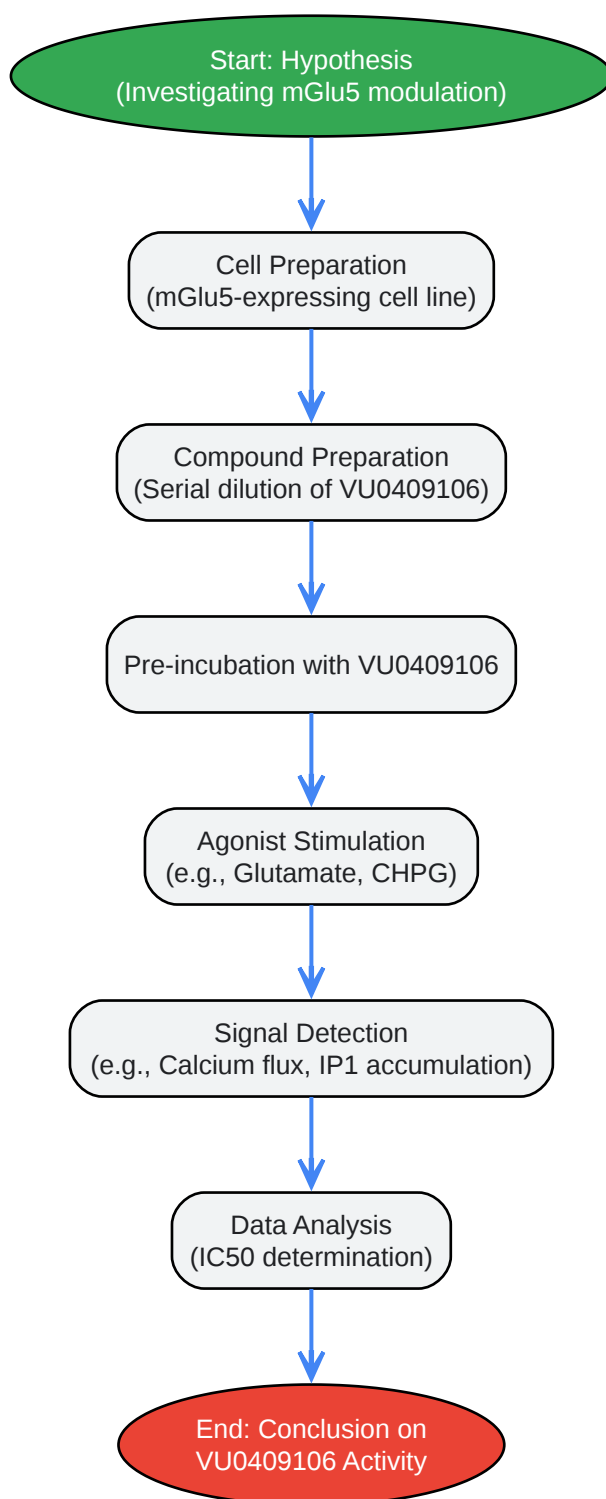 Start: Hypothesis
(Investigating mGlu5 modulation)
Cell Preparation
(mGlu5-expressing cell line)
Compound Preparation
(Serial dilution of VU0409106)
Pre-incubation with VU0409106
Agonist Stimulation
(e.g., Glutamate, CHPG)
Signal Detection
(e.g., Calcium flux, IP1 accumulation)
Data Analysis
(IC50 determination)
End: Conclusion on
VU0409106 Activity